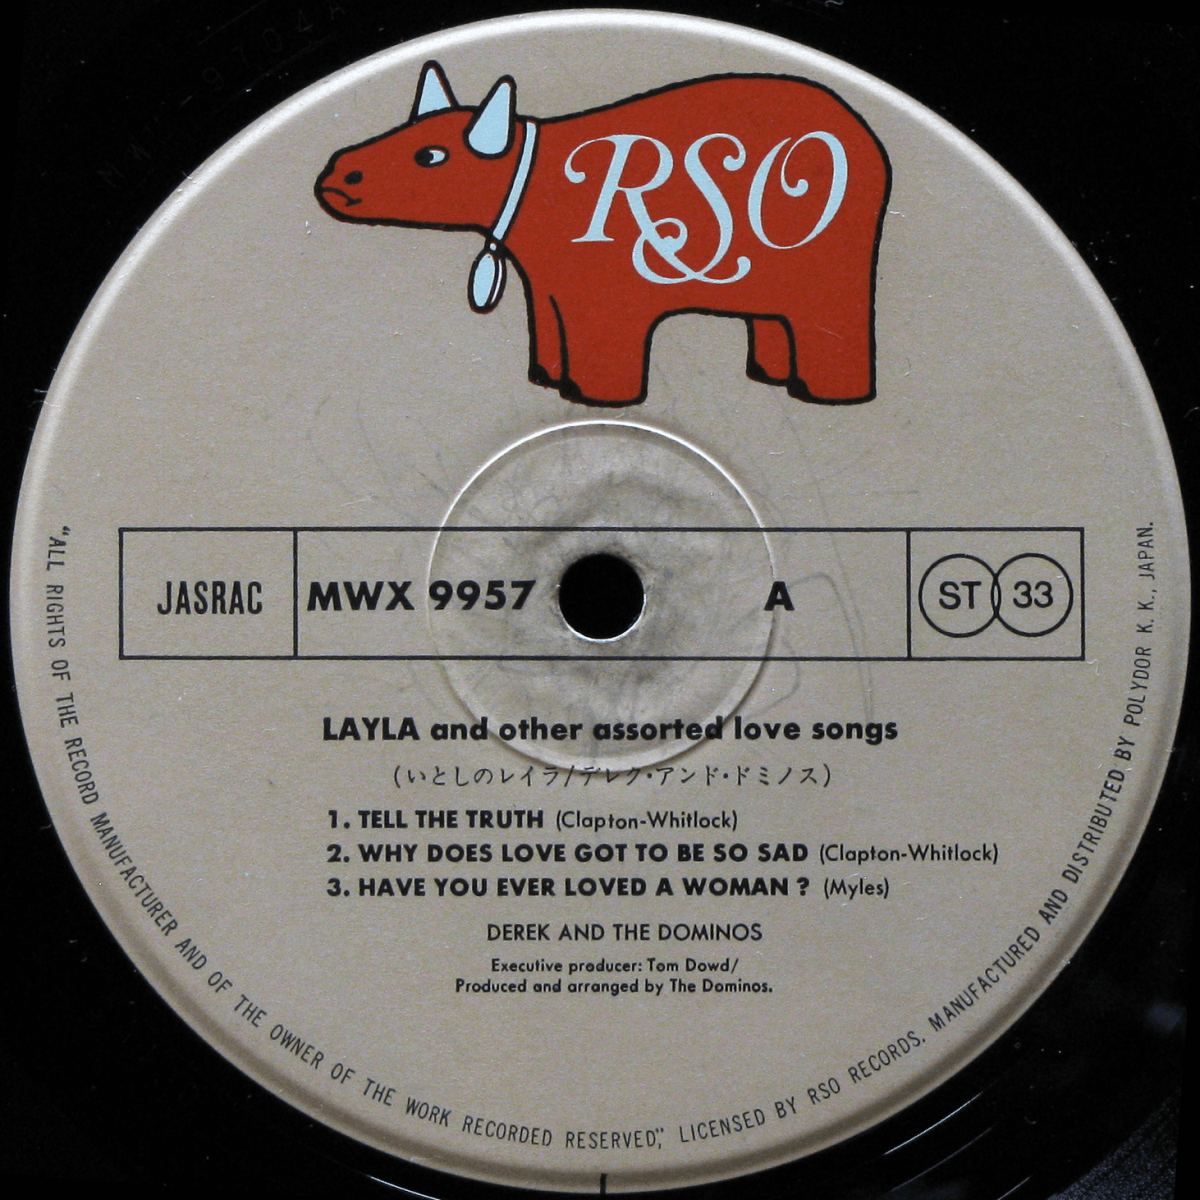 RSO
JASRAC
MWX 9957
A
ST 33
LAYLA and other assorted love songs
(いとしのレイラ/デレク・アンド・ドミノス)
1. TELL THE TRUTH (Clapton-Whitlock)
2. WHY DOES LOVE GOT TO BE SO SAD (Clapton-Whitlock)
3. HAVE YOU EVER LOVED A WOMAN ? (Myles)
DEREK AND THE DOMINOS
Executive producer: Tom Dowd/
Produced and arranged by The Dominos.
"ALL RIGHTS OF THE RECORD MANUFACTURER AND OF THE OWNER OF THE WORK RECORDED RESERVED", LICENSED BY RSO RECORDS. MANUFACTURED AND DISTRIBUTED BY POLYDOR K. K., JAPAN.